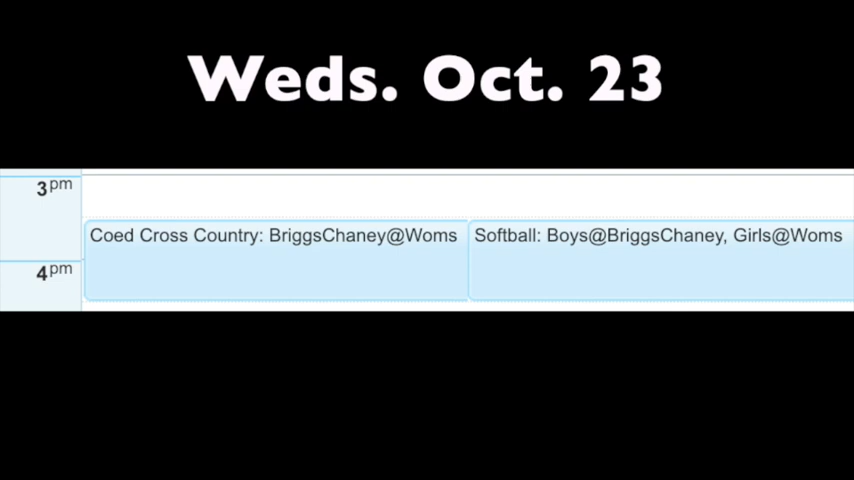 Weds. Oct. 23
3pm
Coed Cross Country: BriggsChaney@Woms
Softball: Boys@BriggsChaney, Girls@Woms
4pm